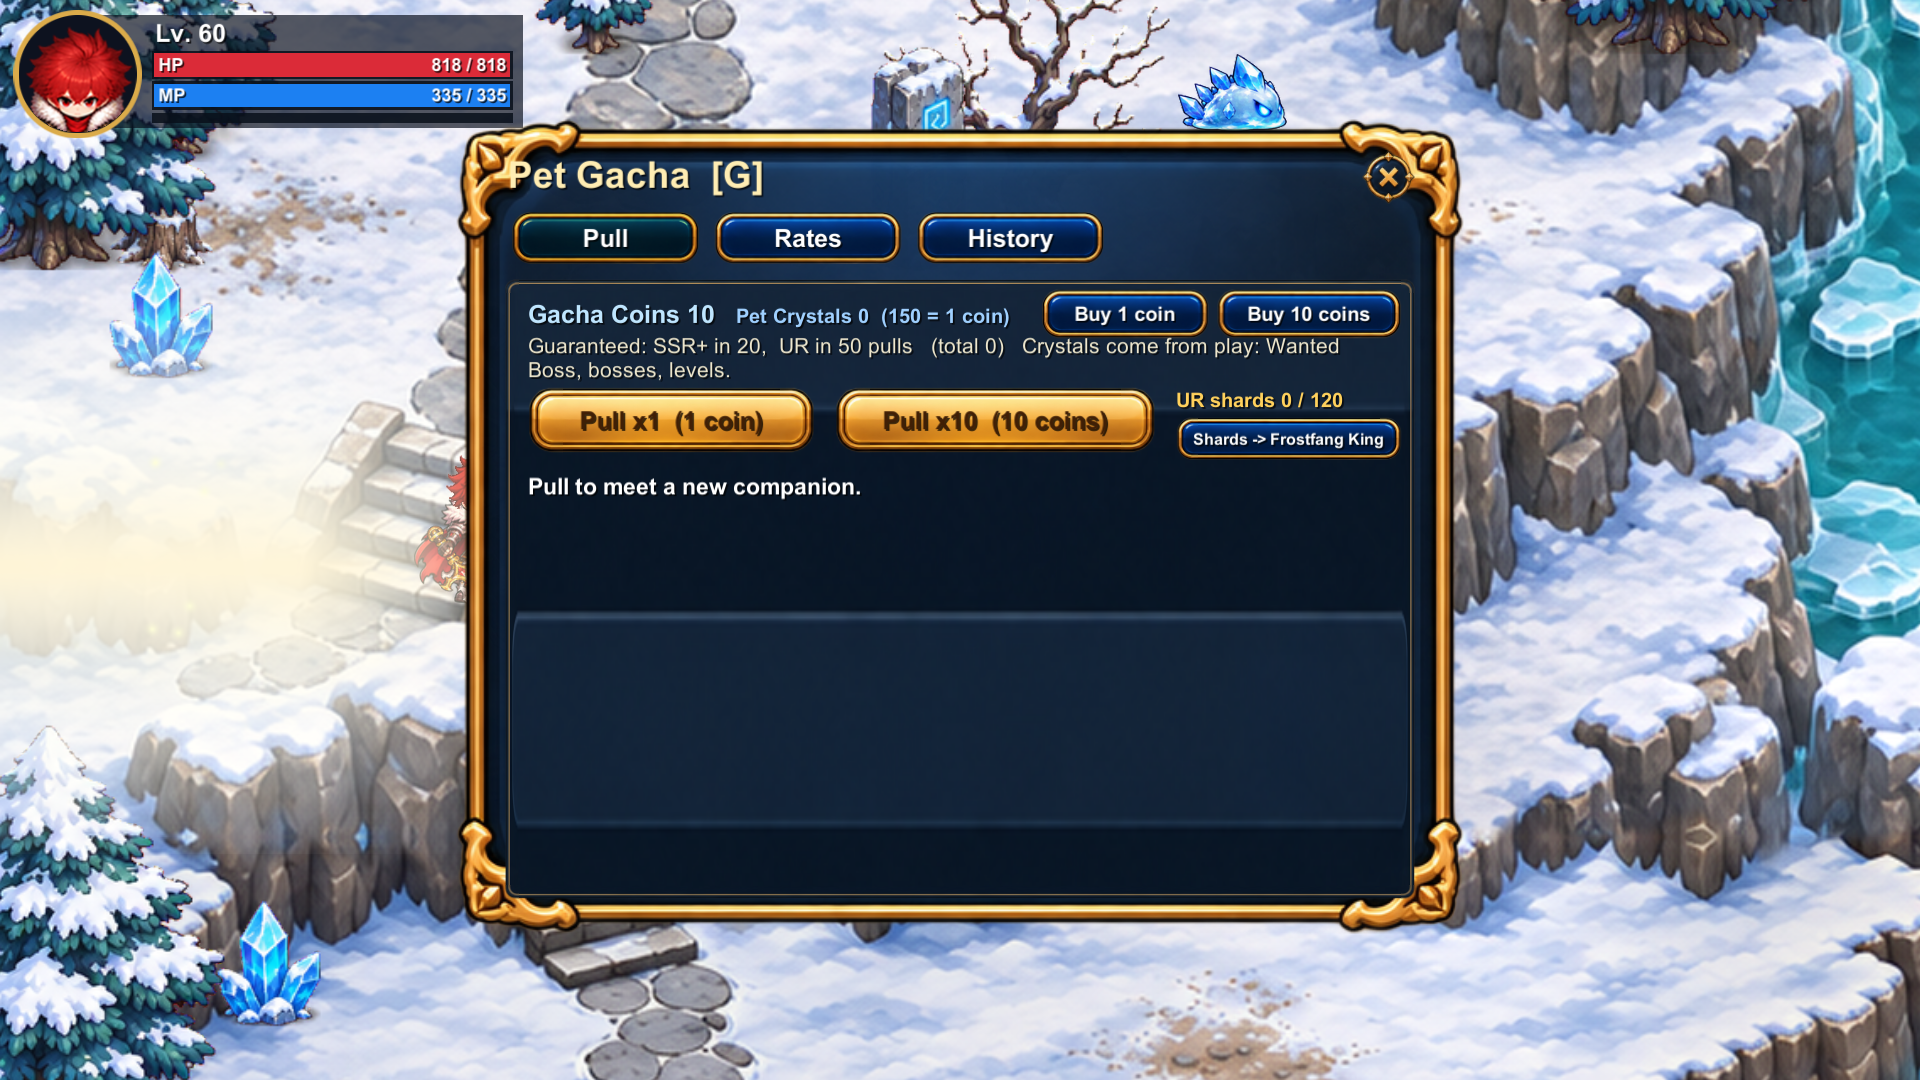 Lv. 60
HP 818 / 818
MP 335 / 335
Pet Gacha [G]
Pull Rates History
Gacha Coins 10 Pet Crystals 0 (150 = 1 coin) Buy 1 coin Buy 10 coins
Guaranteed: SSR+ in 20, UR in 50 pulls (total 0) Crystals come from play: Wanted
Boss, bosses, levels.
Pull x1 (1 coin) Pull x10 (10 coins) UR shards 0 / 120
Shards -> Frostfang King
Pull to meet a new companion.